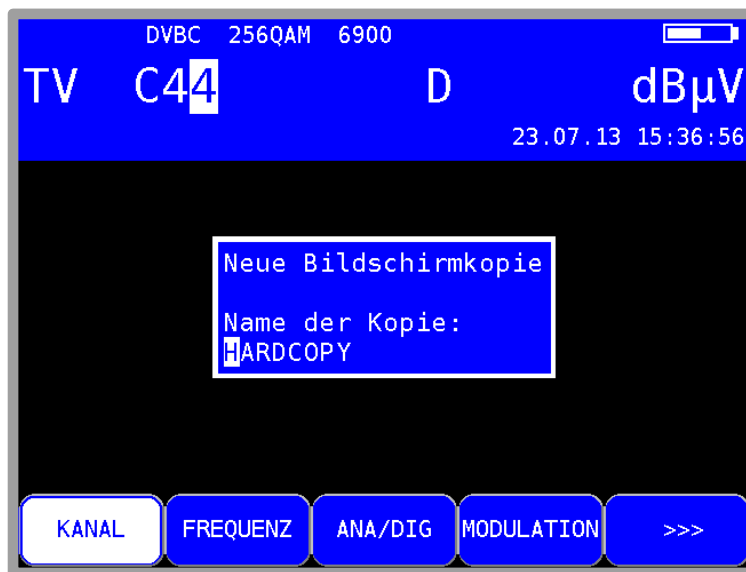 DVBC 256QAM 6900
TV C44 D dBµV
23.07.13 15:36:56
Neue Bildschirmkopie
Name der Kopie:
HARDCOPY
KANAL FREQUENZ ANA/DIG MODULATION >>>